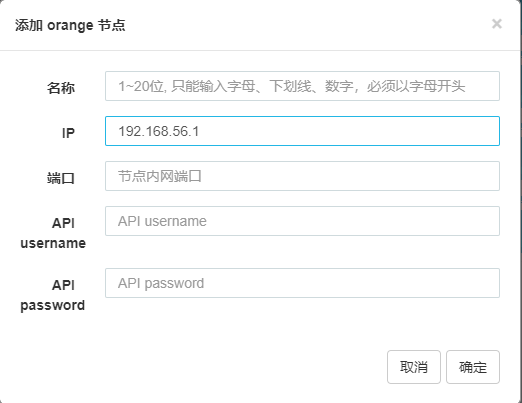 添加 orange 节点
×
名称
1~20位, 只能输入字母、下划线、数字，必须以字母开头
IP
192.168.56.1
端口
节点内网端口
API
username
API username
API
password
API password
取消
确定